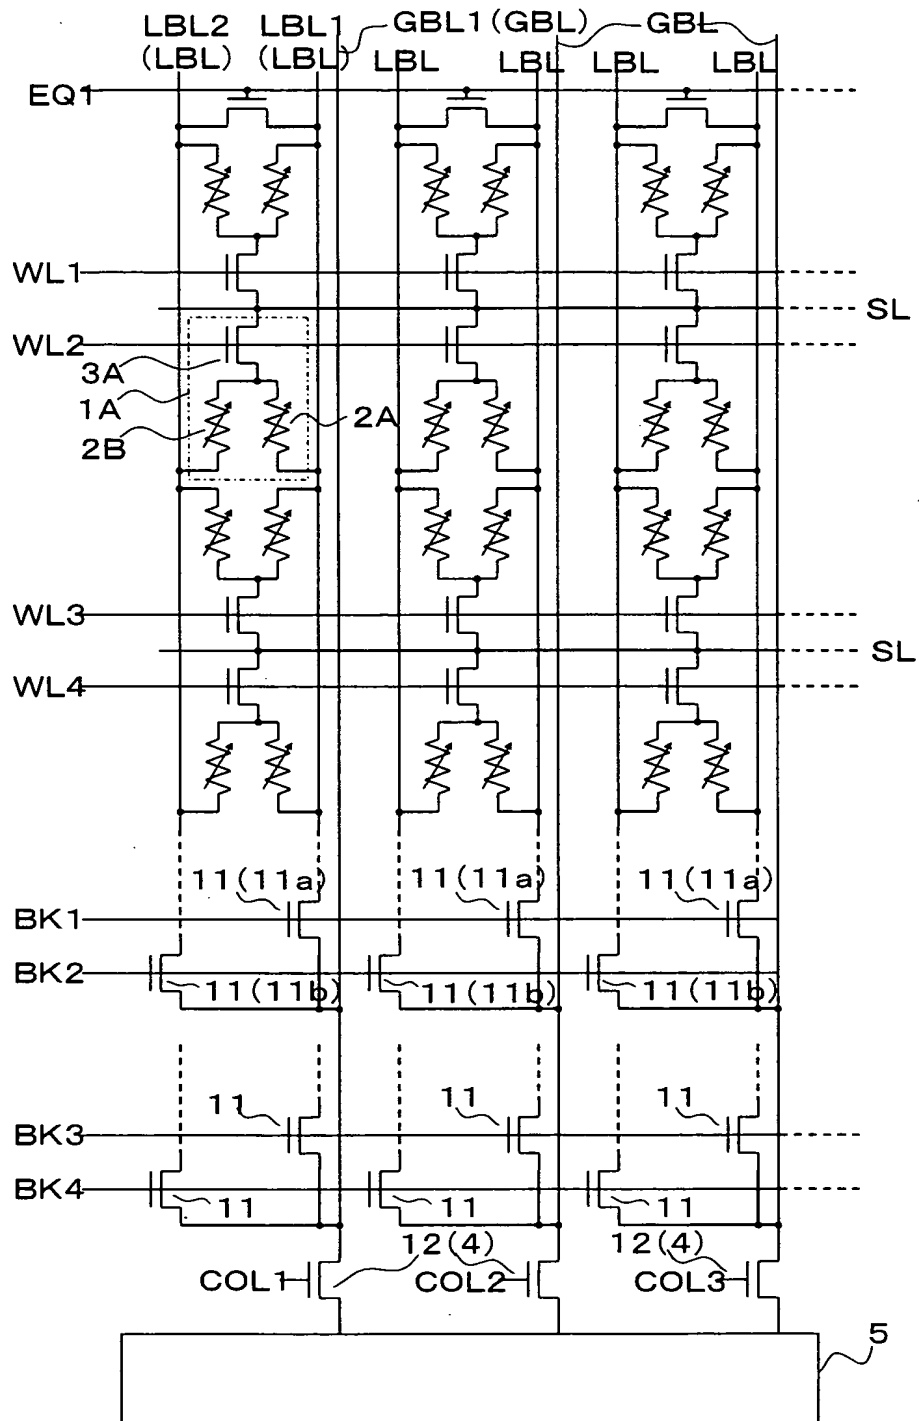 LBL2 LBL1 GBL1(GBL) GBL
(LBL) (LBL) LBL LBL LBL LBL
EQ1
WL1
SL
WL2
3A
1A
2A
2B
WL3
SL
WL4
11(11a) 11(11a) 11(11a)
BK1
BK2
11(11b) 11(11b) 11(11b)
11 11 11
BK3
BK4
11 11 11
12(4) 12(4)
COL1 COL2 COL3
5